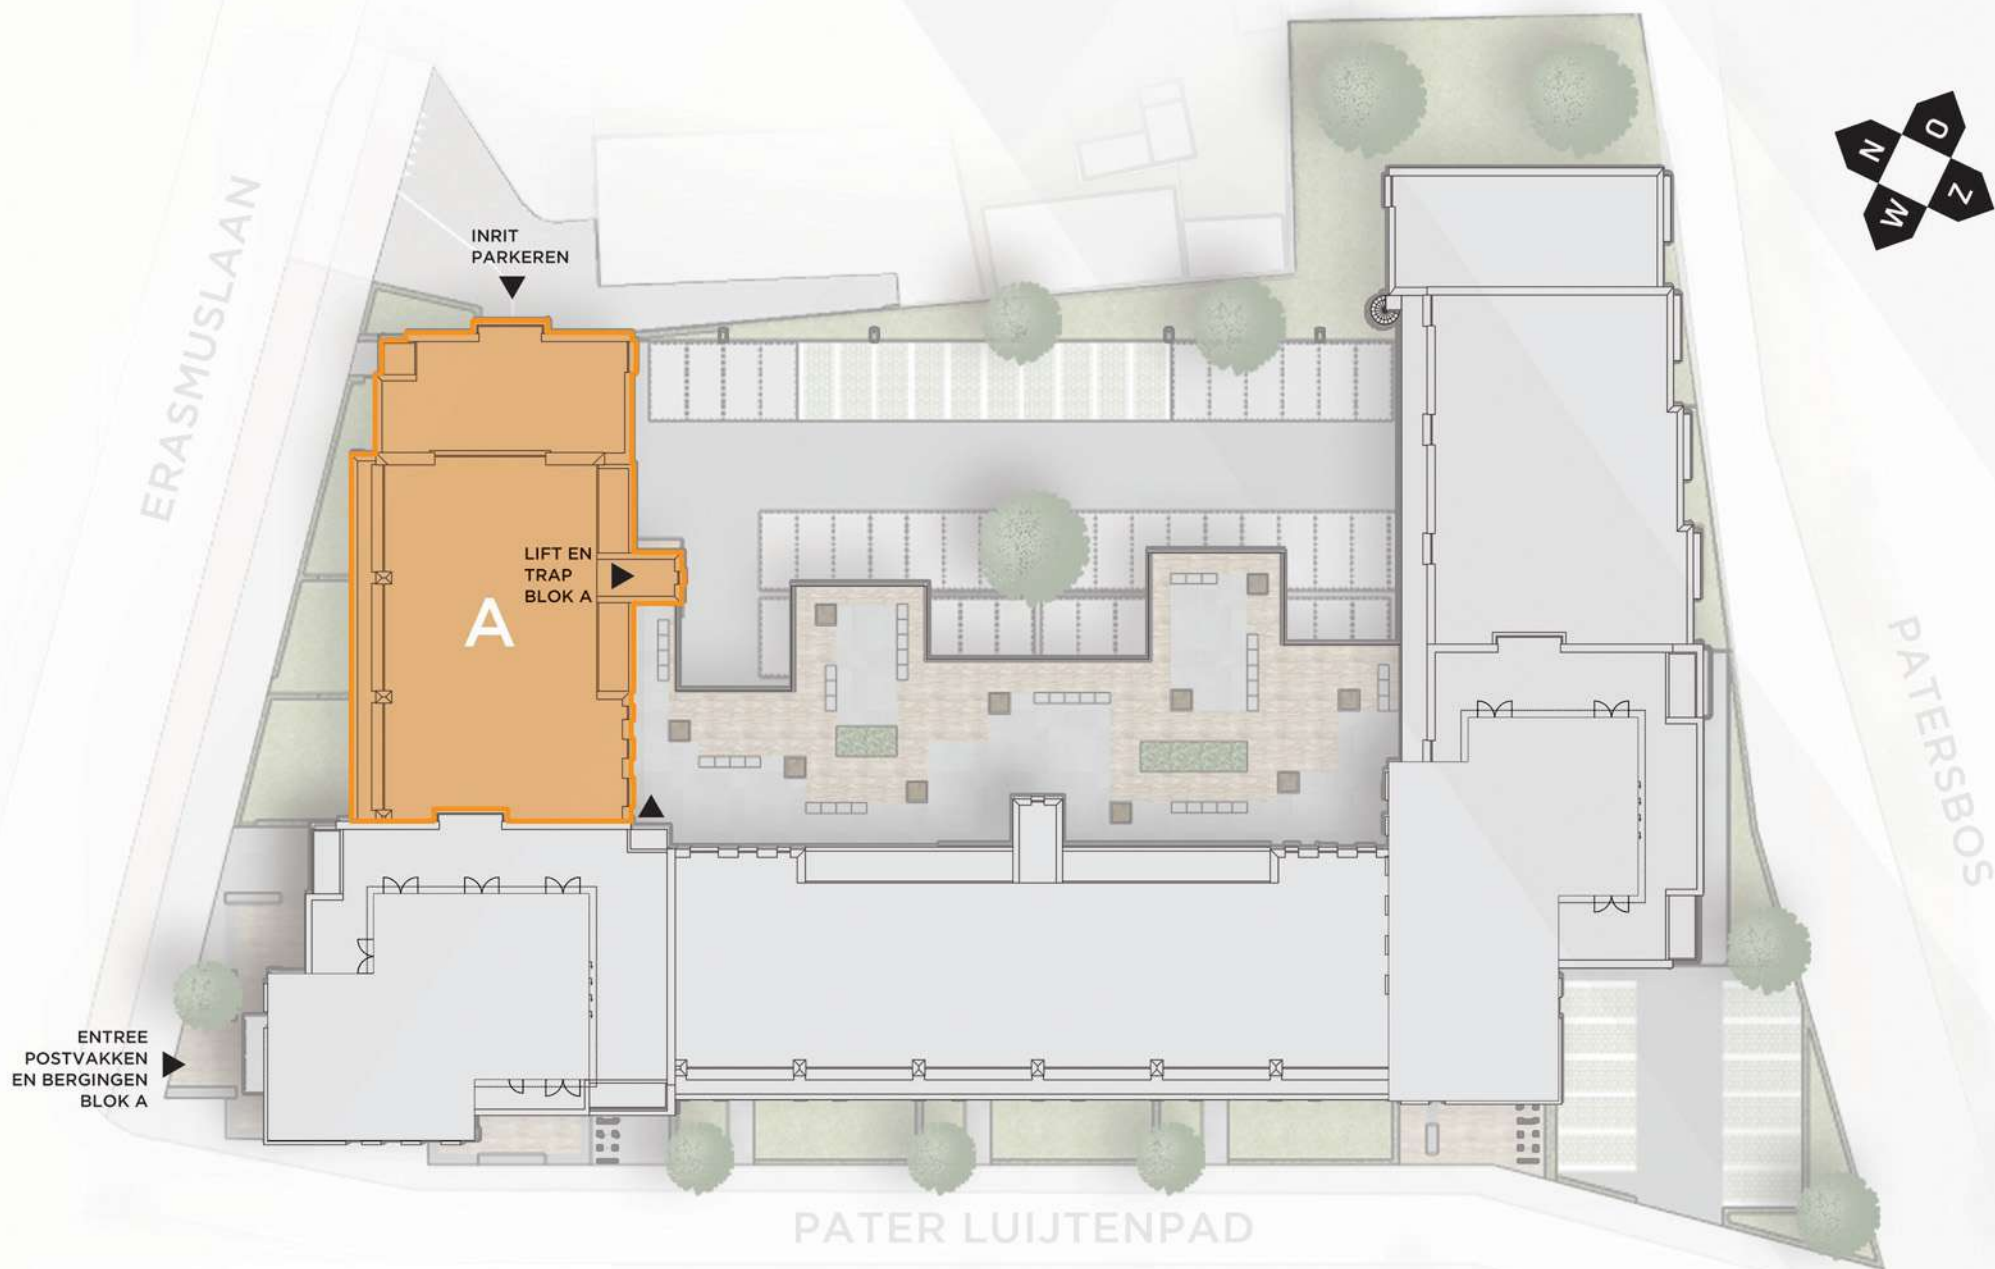 INRIT
PARKEREN
N
O
W
Z
ERASMUSLAAN
LIFT EN
TRAP
BLOK A
A
PATERSBOS
ENTREE
POSTVAKKEN
EN BERGINGEN
BLOK A
PATER LUIJTENPAD